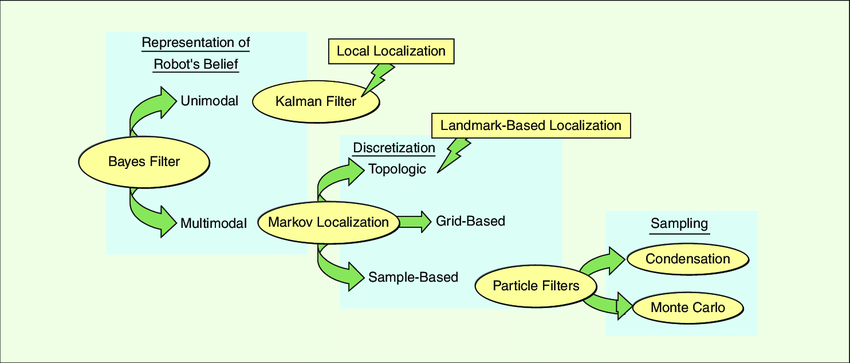 Representation of
Robot's Belief
Local Localization
Unimodal
Kalman Filter
Landmark-Based Localization
Bayes Filter
Discretization
Topologic
Multimodal
Markov Localization
Grid-Based
Sampling
Condensation
Sample-Based
Particle Filters
Monte Carlo